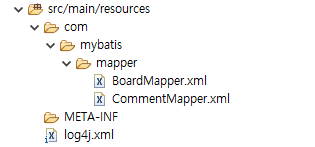 src/main/resources
com
mybatis
mapper
BoardMapper.xml
CommentMapper.xml
META-INF
log4j.xml